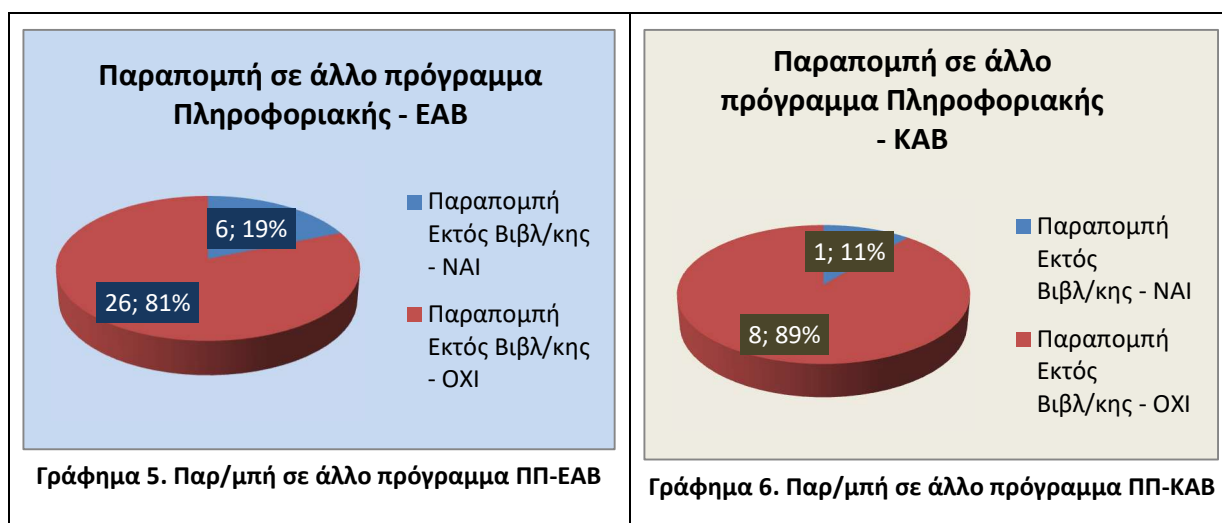 Παραπομπή σε άλλο πρόγραμμα
Πληροφοριακής - ΕΑΒ
6; 19%
26; 81%
Παραπομπή
Εκτός Βιβλ/κης
- ΝΑΙ
Παραπομπή
Εκτός Βιβλ/κης
- ΟΧΙ
Γράφημα 5. Παρ/μπή σε άλλο πρόγραμμα ΠΠ-ΕΑΒ
Παραπομπή σε άλλο
πρόγραμμα Πληροφοριακής
- ΚΑΒ
1; 11%
8; 89%
Παραπομπή
Εκτός
Βιβλ/κης - ΝΑΙ
Παραπομπή
Εκτός
Βιβλ/κης - ΟΧΙ
Γράφημα 6. Παρ/μπή σε άλλο πρόγραμμα ΠΠ-ΚΑΒ